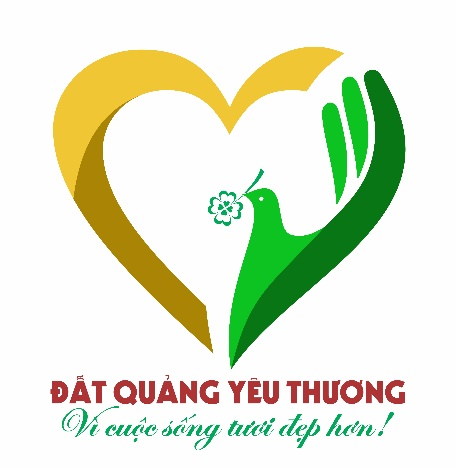 ĐẤT QUẢNG YÊU THƯƠNG
Vì cuộc sống tươi đẹp hơn!